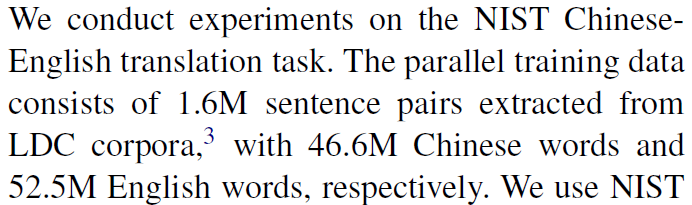 We conduct experiments on the NIST Chinese-
English translation task. The parallel training data
consists of 1.6M sentence pairs extracted from
LDC corpora,³ with 46.6M Chinese words and
52.5M English words, respectively. We use NIST